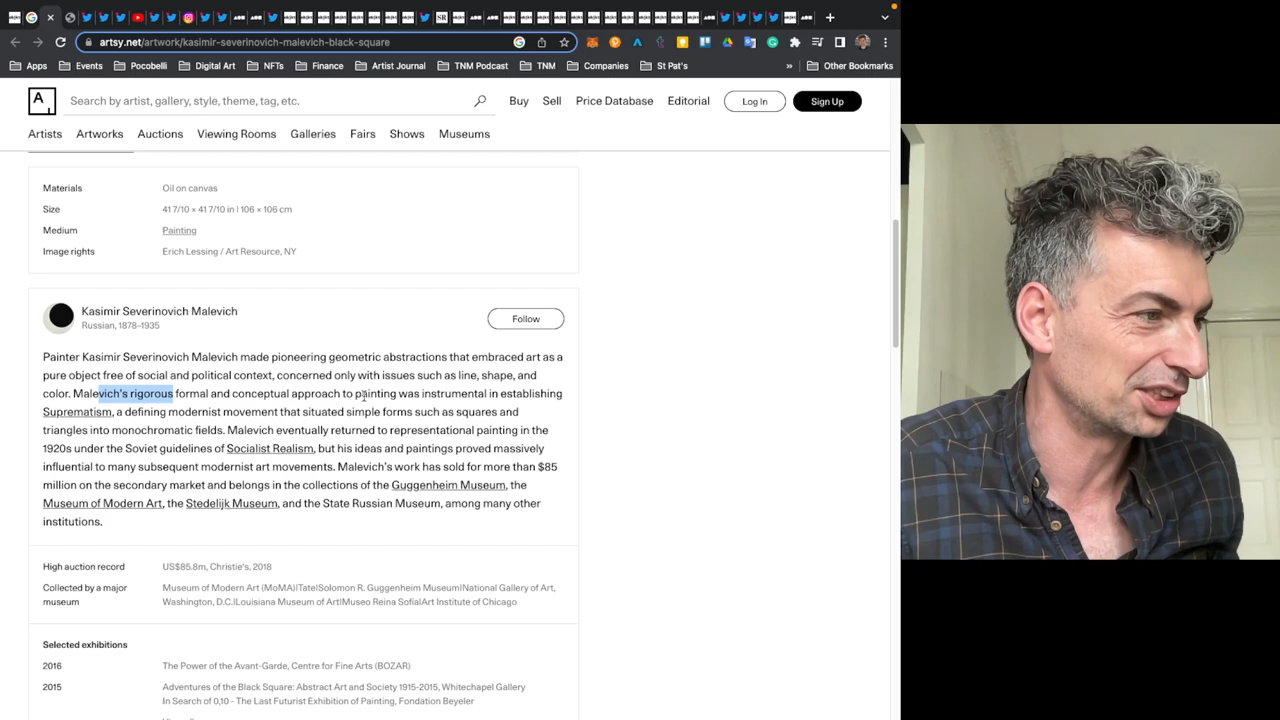 artsy.net/artwork/kasimir-severinovich-malevich-black-square
Apps Events Pocobelli Digital Art NFTs Finance Artist Journal TNM Podcast TNM Companies St Pat's » Other Bookmarks
A
Search by artist, gallery, style, theme, tag, etc.
Buy Sell Price Database Editorial Log In Sign Up
Artists Artworks Auctions Viewing Rooms Galleries Fairs Shows Museums
Materials Oil on canvas
Size 41 7/10 × 41 7/10 in | 106 × 106 cm
Medium Painting
Image rights Erich Lessing / Art Resource, NY
Kasimir Severinovich Malevich
Russian, 1878-1935
Follow
Painter Kasimir Severinovich Malevich made pioneering geometric abstractions that embraced art as a
pure object free of social and political context, concerned only with issues such as line, shape, and
color. Malevich's rigorous formal and conceptual approach to painting was instrumental in establishing
Suprematism, a defining modernist movement that situated simple forms such as squares and
triangles into monochromatic fields. Malevich eventually returned to representational painting in the
1920s under the Soviet guidelines of Socialist Realism, but his ideas and paintings proved massively
influential to many subsequent modernist art movements. Malevich's work has sold for more than $85
million on the secondary market and belongs in the collections of the Guggenheim Museum, the
Museum of Modern Art, the Stedelijk Museum, and the State Russian Museum, among many other
institutions.
High auction record US$85.8m, Christie's, 2018
Collected by a major museum Museum of Modern Art (MoMA)|Tate|Solomon R. Guggenheim Museum|National Gallery of Art,
Washington, D.C.|Louisiana Museum of Art|Museo Reina Sofia|Art Institute of Chicago
Selected exhibitions
2016 The Power of the Avant-Garde, Centre for Fine Arts (BOZAR)
2015 Adventures of the Black Square: Abstract Art and Society 1915-2015, Whitechapel Gallery
In Search of 0,10 - The Last Futurist Exhibition of Painting, Fondation Beyeler